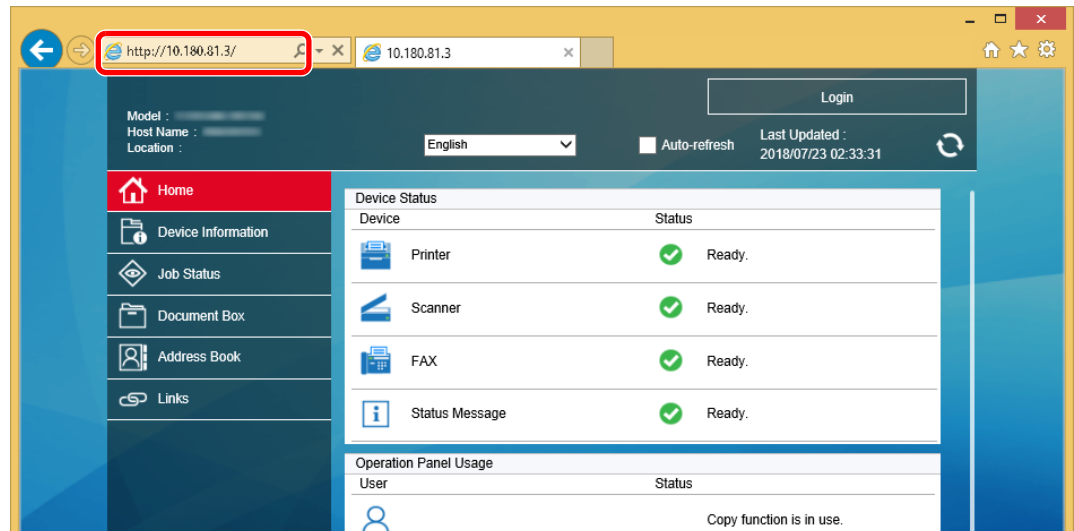 http://10.180.81.3/
10.180.81.3
Login
Model :
Host Name :
Location :
English
Auto-refresh
Last Updated :
2018/07/23 02:33:31
Home
Device Information
Job Status
Document Box
Address Book
Links
Device Status
Device Status
Printer Ready.
Scanner Ready.
FAX Ready.
Status Message Ready.
Operation Panel Usage
User Status
Copy function is in use.